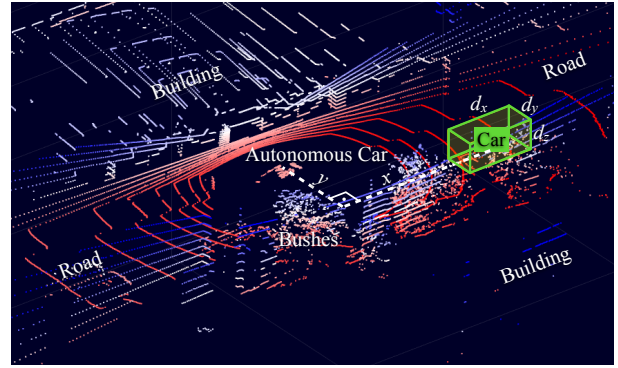 Building
Road
dx
dy
Car
dz
Autonomous Car
y
x
Bushes
Road
Building